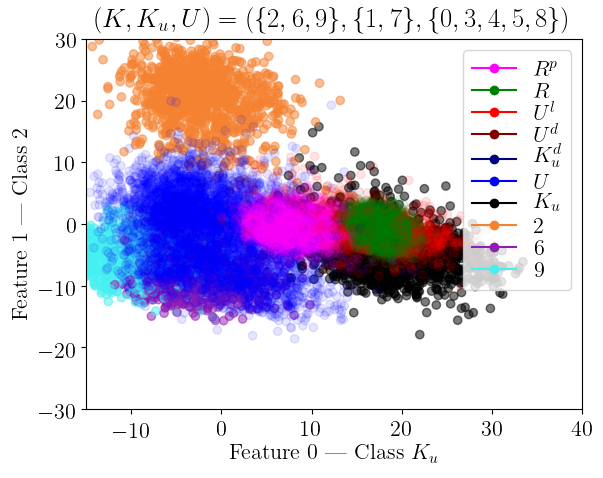 (K, K_u, U) = ({2, 6, 9}, {1, 7}, {0, 3, 4, 5, 8})
30
20
10
0
−10
−20
−30
Feature 1 — Class 2
R^p
R
U^l
U^d
K_u^d
U
K_u
2
6
9
−10
0
10
20
30
40
Feature 0 — Class K_u